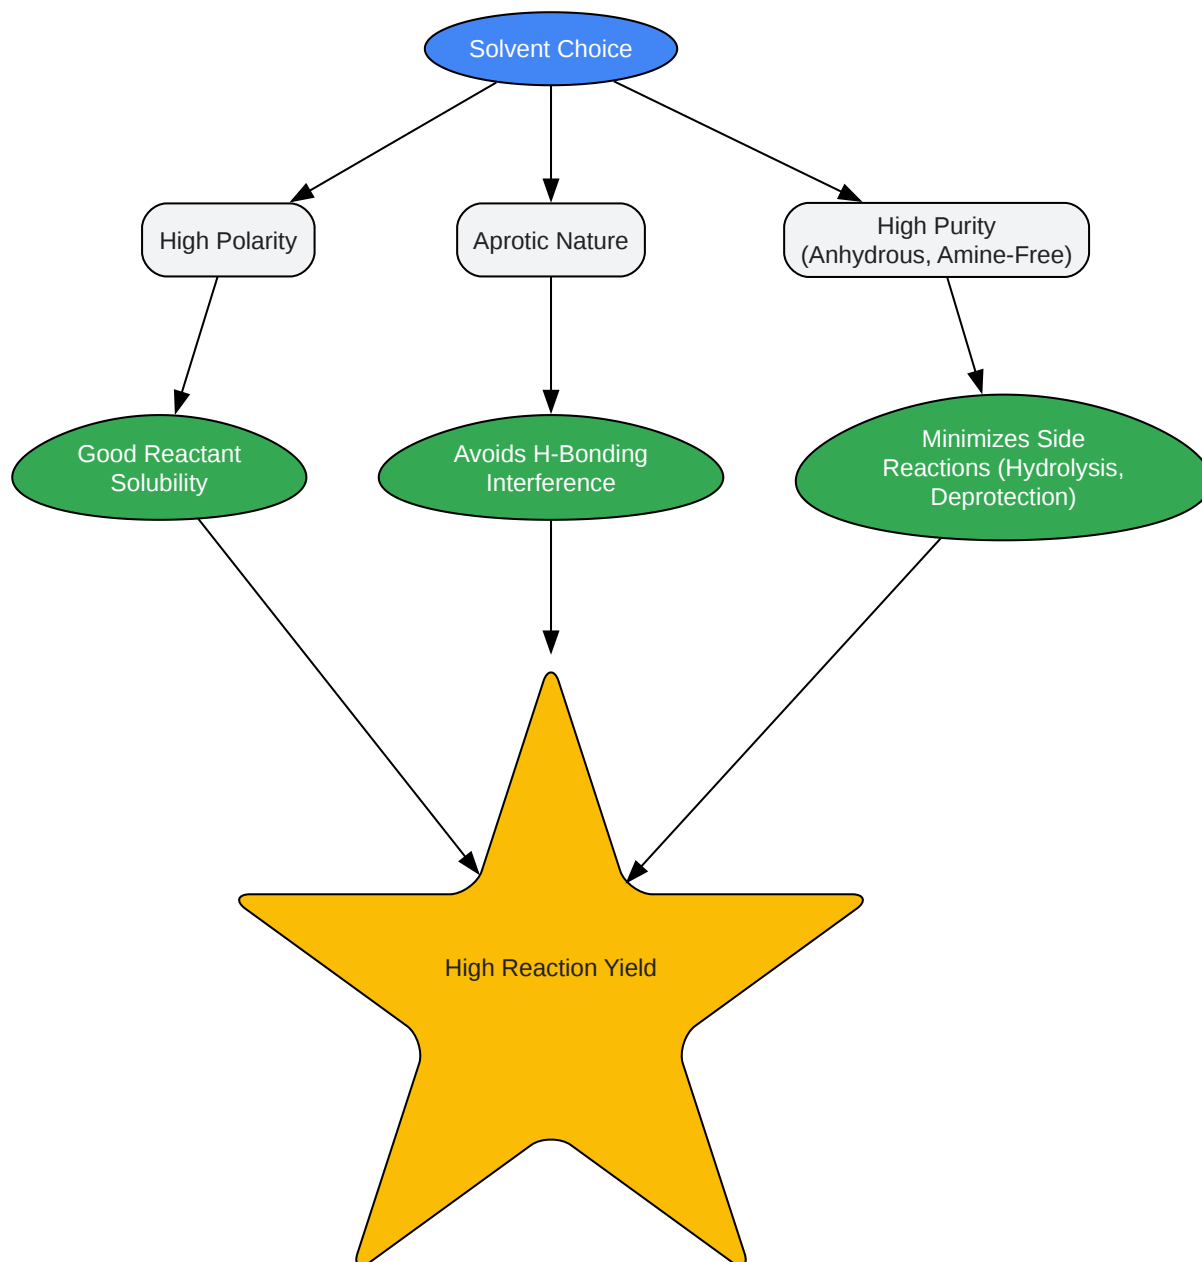 Solvent Choice
High Polarity
Aprotic Nature
High Purity
(Anhydrous, Amine-Free)
Good Reactant
Solubility
Avoids H-Bonding
Interference
Minimizes Side
Reactions (Hydrolysis,
Deprotection)
High Reaction Yield